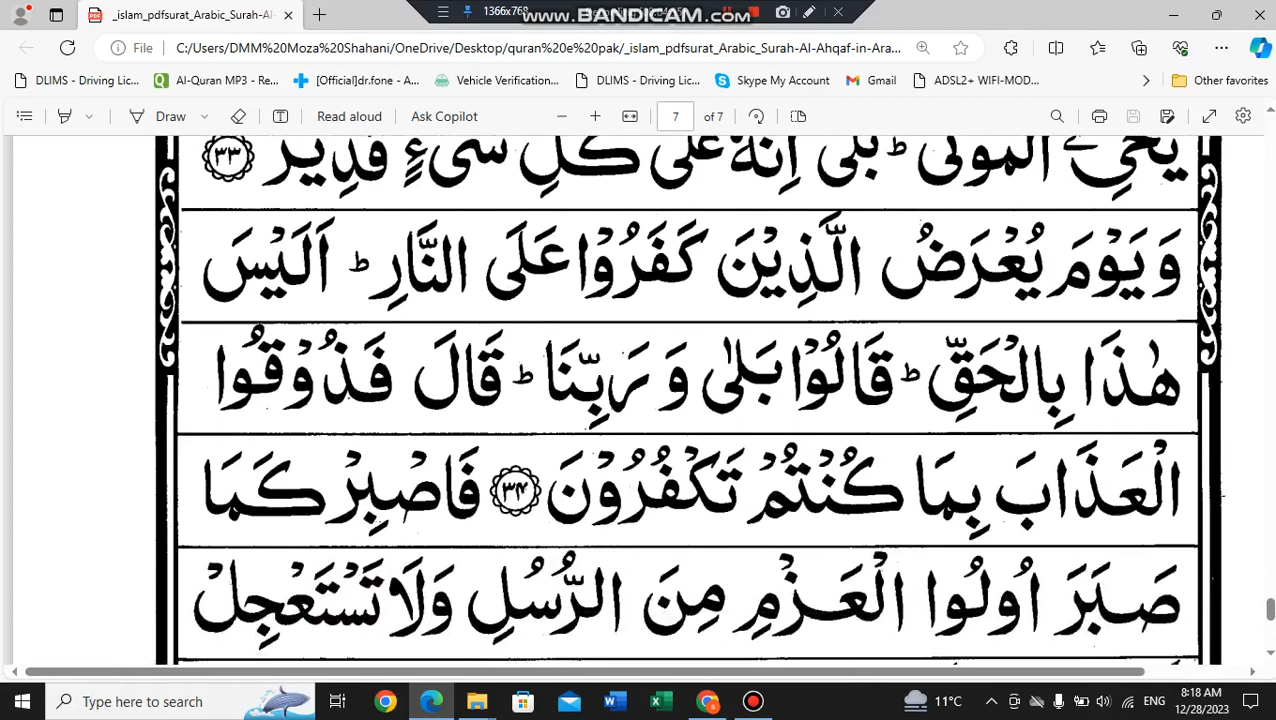 _islam_pdfsurat_Arabic_Surah-Al-
1366x768
www.BANDICAM.com
File C:/Users/DMM%20Moza%20Shahani/OneDrive/Desktop/quran%20e%20pak/_islam_pdfsurat_Arabic_Surah-Al-Ahqaf-in-Ara...
DLIMS - Driving Lic... Al-Quran MP3 - Re... [Official]dr.fone - A... Vehicle Verification... DLIMS - Driving Lic... Skype My Account Gmail ADSL2+ WIFI-MOD... Other favorites
Draw Read aloud Ask Copilot 7 of 7
يُّحْيِۦَ الْمَوْتٰى ؕ بَلٰٓى اِنَّهٗ عَلٰى كُلِّ شَىْءٍ قَدِيْرٌ ﴿۳۳﴾
وَ يَوْمَ يُعْرَضُ الَّذِيْنَ كَفَرُوْا عَلَى النَّارِ ؕ اَلَيْسَ
هٰذَا بِالْحَقِّ ؕ قَالُوْا بَلٰى وَ رَبِّنَا ؕ قَالَ فَذُوْقُوا
الْعَذَابَ بِمَا كُنْتُمْ تَكْفُرُوْنَ ﴿۳۴﴾ فَاصْبِرْ كَمَا
صَبَرَ اُولُوا الْعَزْمِ مِنَ الرُّسُلِ وَلَا تَسْتَعْجِلْ
Type here to search 11°C ENG 8:18 AM
12/28/2023